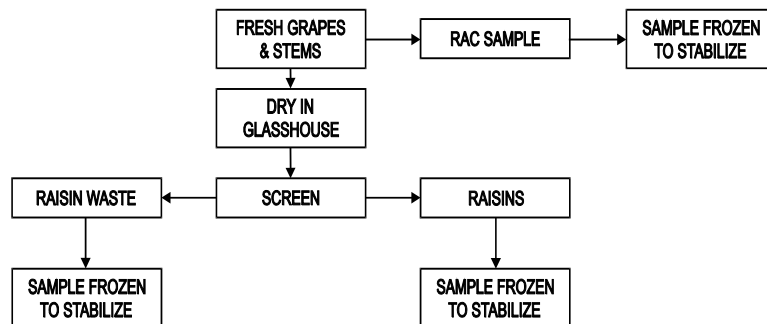 FRESH GRAPES
& STEMS
RAC SAMPLE
SAMPLE FROZEN
TO STABILIZE
DRY IN
GLASSHOUSE
RAISIN WASTE
SCREEN
RAISINS
SAMPLE FROZEN
TO STABILIZE
SAMPLE FROZEN
TO STABILIZE